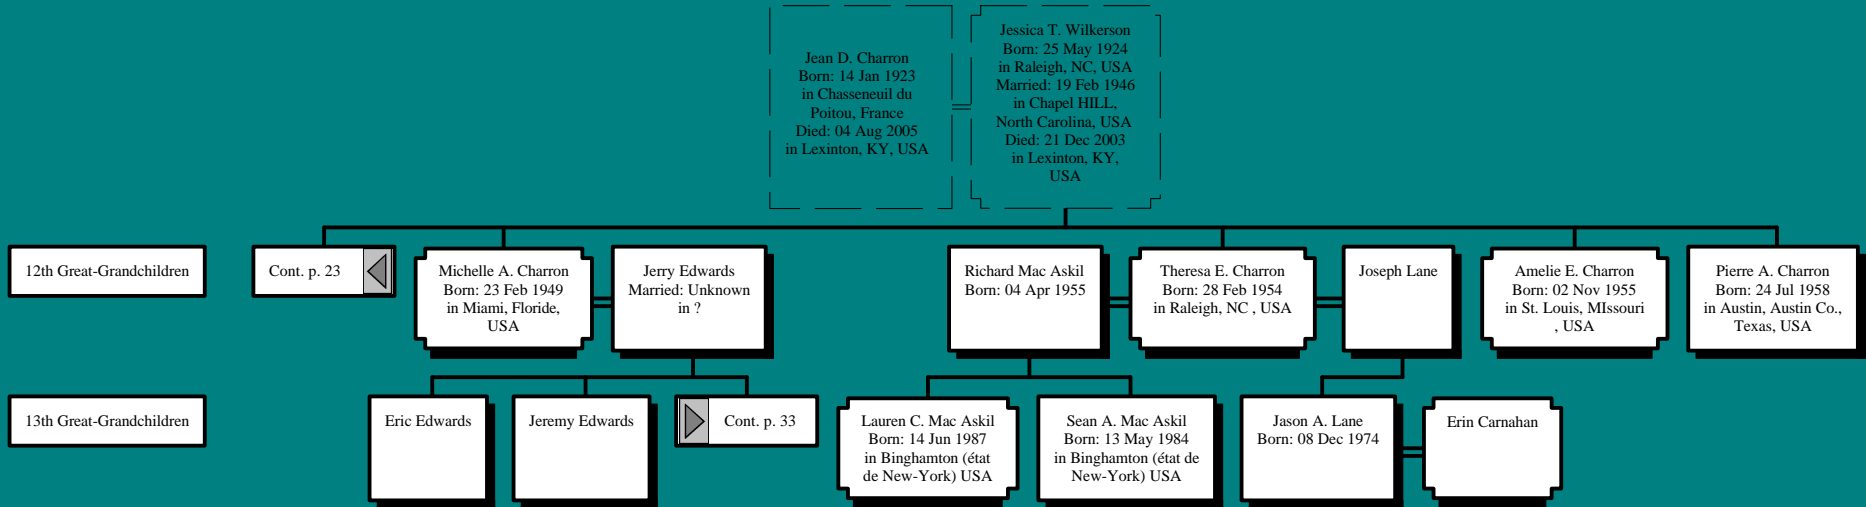 Jean D. Charron
Born: 14 Jan 1923
in Chasseneuil du
Poitou, France
Died: 04 Aug 2005
in Lexinton, KY, USA
Jessica T. Wilkerson
Born: 25 May 1924
in Raleigh, NC, USA
Married: 19 Feb 1946
in Chapel HILL,
North Carolina, USA
Died: 21 Dec 2003
in Lexinton, KY,
USA
12th Great-Grandchildren
Cont. p. 23
Michelle A. Charron
Born: 23 Feb 1949
in Miami, Floride,
USA
Jerry Edwards
Married: Unknown
in ?
Richard Mac Askil
Born: 04 Apr 1955
Theresa E. Charron
Born: 28 Feb 1954
in Raleigh, NC , USA
Joseph Lane
Amelie E. Charron
Born: 02 Nov 1955
in St. Louis, MIssouri
, USA
Pierre A. Charron
Born: 24 Jul 1958
in Austin, Austin Co.,
Texas, USA
13th Great-Grandchildren
Eric Edwards
Jeremy Edwards
Cont. p. 33
Lauren C. Mac Askil
Born: 14 Jun 1987
in Binghamton (état
de New-York) USA
Sean A. Mac Askil
Born: 13 May 1984
in Binghamton (état de
New-York) USA
Jason A. Lane
Born: 08 Dec 1974
Erin Carnahan